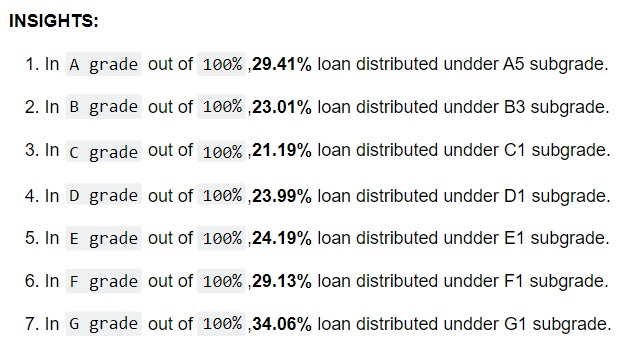 INSIGHTS:
1. In A grade out of 100% ,29.41% loan distributed undder A5 subgrade.
2. In B grade out of 100% ,23.01% loan distributed undder B3 subgrade.
3. In C grade out of 100% ,21.19% loan distributed undder C1 subgrade.
4. In D grade out of 100% ,23.99% loan distributed undder D1 subgrade.
5. In E grade out of 100% ,24.19% loan distributed undder E1 subgrade.
6. In F grade out of 100% ,29.13% loan distributed undder F1 subgrade.
7. In G grade out of 100% ,34.06% loan distributed undder G1 subgrade.